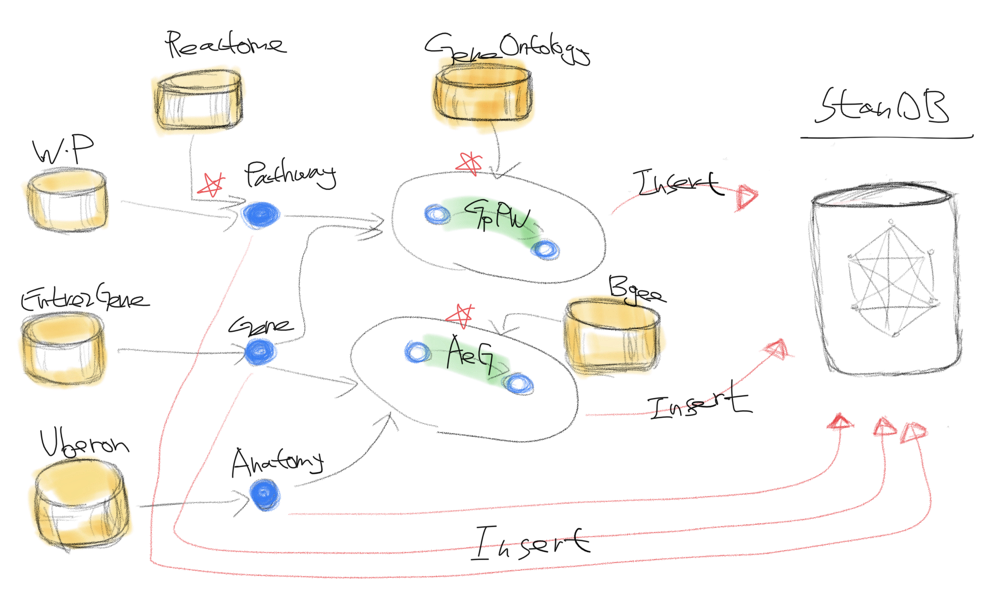 Reactome
GeneOntology
StanDB
W.P
Pathway
Insert
GpPW
EntrezGene
Gene
Bgee
AeG
Insert
Uberon
Anatomy
Insert